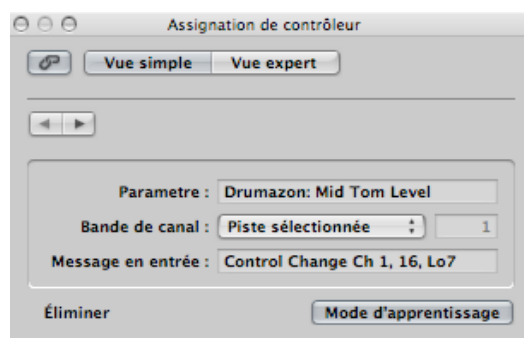 Assignation de contrôleur
Vue simple Vue expert
Parametre : Drumazon: Mid Tom Level
Bande de canal : Piste sélectionnée 1
Message en entrée : Control Change Ch 1, 16, Lo7
Éliminer Mode d'apprentissage